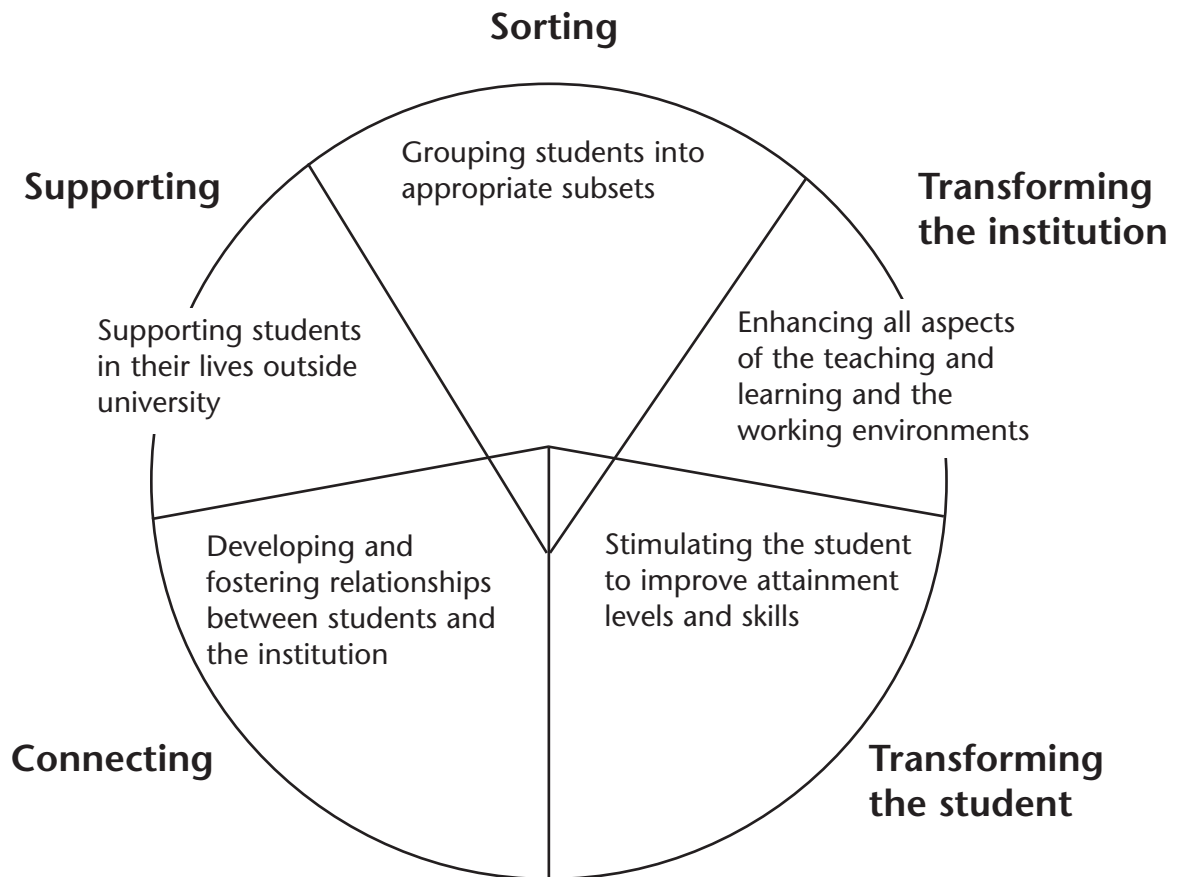 Sorting
Grouping students into
appropriate subsets
Supporting
Supporting students
in their lives outside
university
Transforming
the institution
Enhancing all aspects
of the teaching and
learning and the
working environments
Developing and
fostering relationships
between students and
the institution
Connecting
Stimulating the student
to improve attainment
levels and skills
Transforming
the student